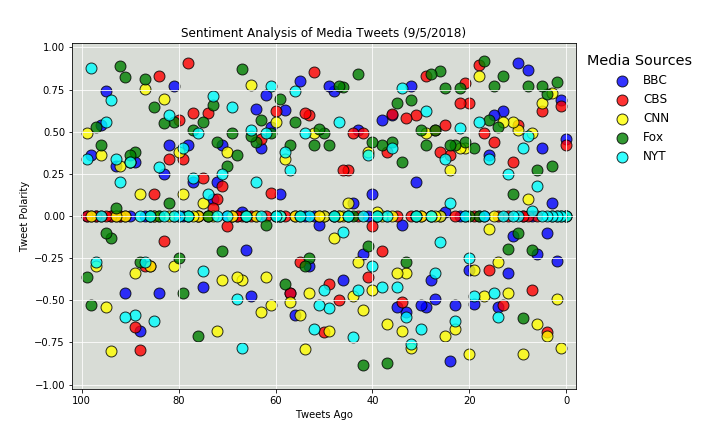 Sentiment Analysis of Media Tweets (9/5/2018)
Media Sources
BBC
CBS
CNN
Fox
NYT
Tweet Polarity
1.00
0.75
0.50
0.25
0.00
−0.25
−0.50
−0.75
−1.00
100 80 60 40 20 0
Tweets Ago